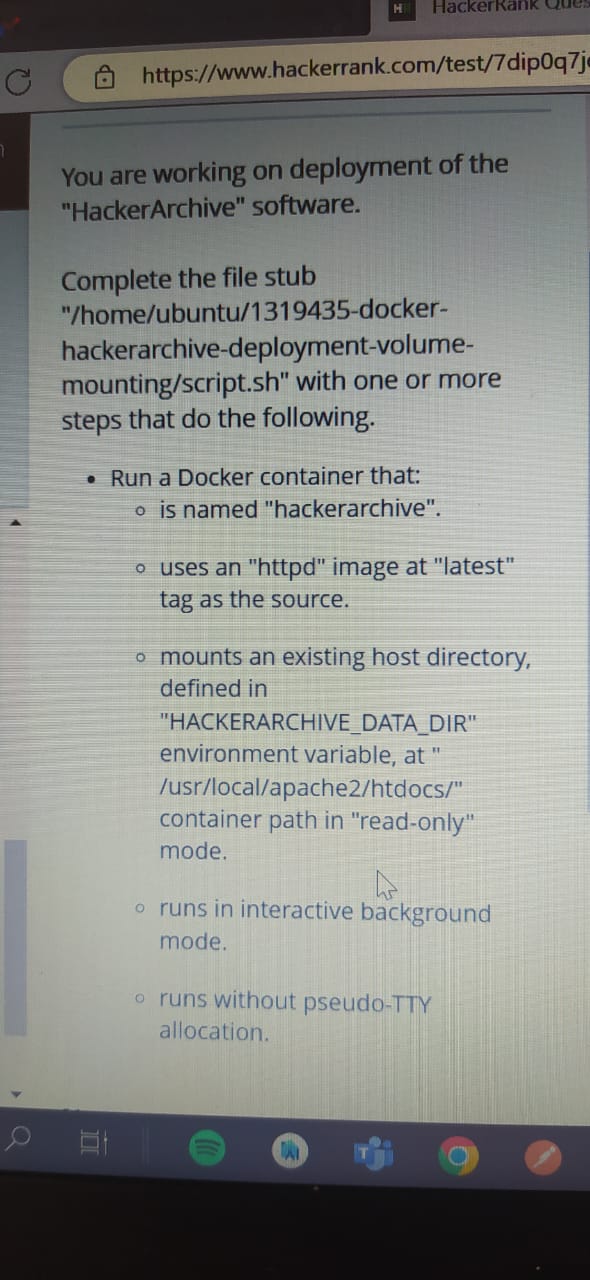 HackerRank Ques
https://www.hackerrank.com/test/7dip0q7j
You are working on deployment of the
"HackerArchive" software.
Complete the file stub
"/home/ubuntu/1319435-docker-
hackerarchive-deployment-volume-
mounting/script.sh" with one or more
steps that do the following.
• Run a Docker container that:
o is named "hackerarchive".
o uses an "httpd" image at "latest"
tag as the source.
o mounts an existing host directory,
defined in
"HACKERARCHIVE_DATA_DIR"
environment variable, at "
/usr/local/apache2/htdocs/"
container path in "read-only"
mode.
o runs in interactive background
mode.
o runs without pseudo-TTY
allocation.